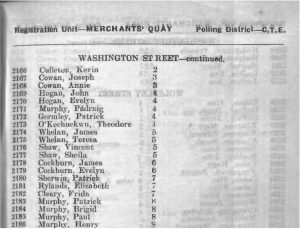 Registration Unit—MERCHANTS' QUAY Polling District—C.T.E.
WASHINGTON STREET—continued.
2166 Culleton, Kerin 2
2167 Cowan, Joseph 3
2168 Cowan, Annie 3
2169 Hogan, John 4
2170 Hogan, Evelyn 4
2171 Murphy, Pádraig 4
2172 Gormley, Patrick 4
2173 O'Kechnekwu, Theodore 4
2174 Whelan, James 5
2175 Whelan, Teresa 5
2176 Shaw, Vincent 5
2177 Shaw, Sheila 5
2178 Cockburn, James 6
2179 Cockburn, Evelyn 6
2180 Sherwin, Patrick 7
2181 Rylands, Elizabeth 7
2182 Cleary, Frida 7
2183 Murphy, Patrick 8
2184 Murphy, Brigid 8
2185 Murphy, Paul 8
2186 Murphy, Henry 8